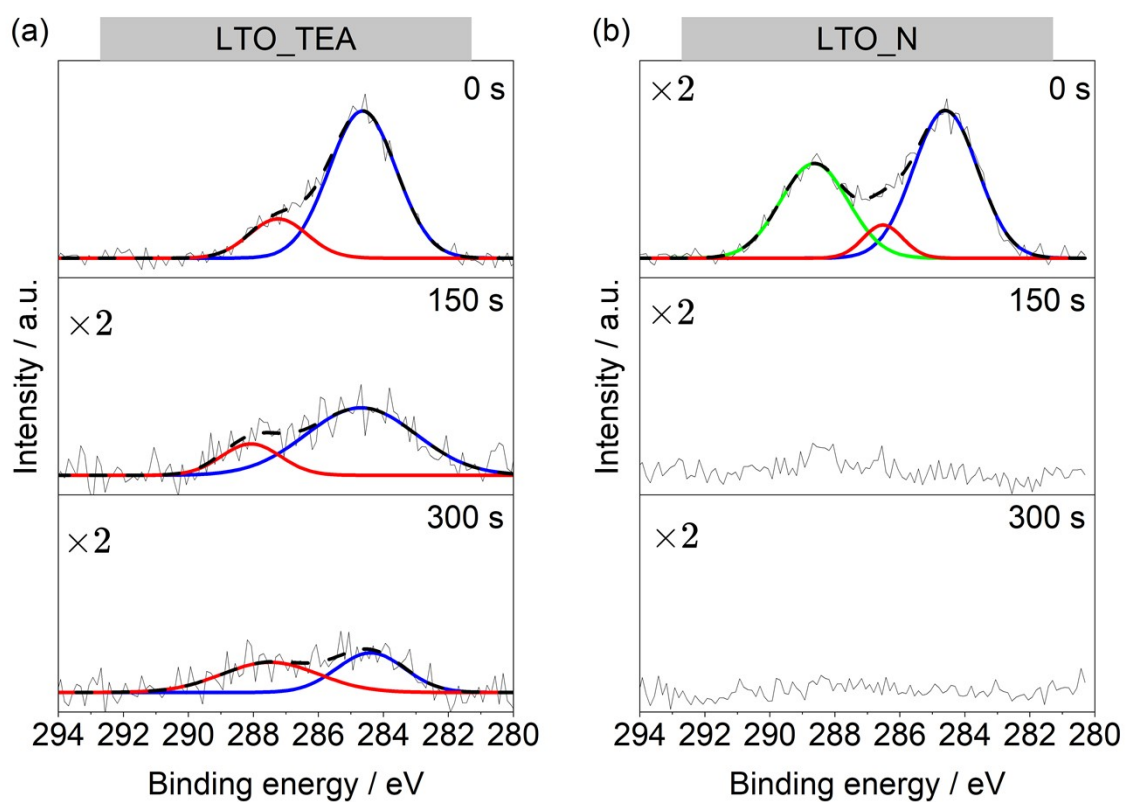 (a)
LTO_TEA
0 s
150 s
×2
300 s
×2
294 292 290 288 286 284 282 280
Binding energy / eV
Intensity / a.u.
(b)
LTO_N
×2
0 s
×2
150 s
×2
300 s
294 292 290 288 286 284 282 280
Binding energy / eV
Intensity / a.u.